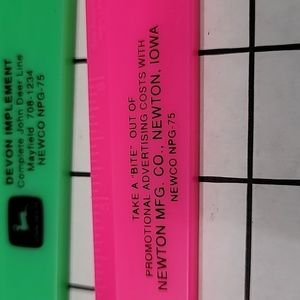 DEVON IMPLEMENT
Complete John Deer Line
Mayfield 708-1234
NEWCO NPG-75
TAKE A "BITE" OUT OF
PROMOTIONAL ADVERTISING COSTS WITH
NEWTON MFG. CO., NEWTON, IOWA
NEWCO NPG-75